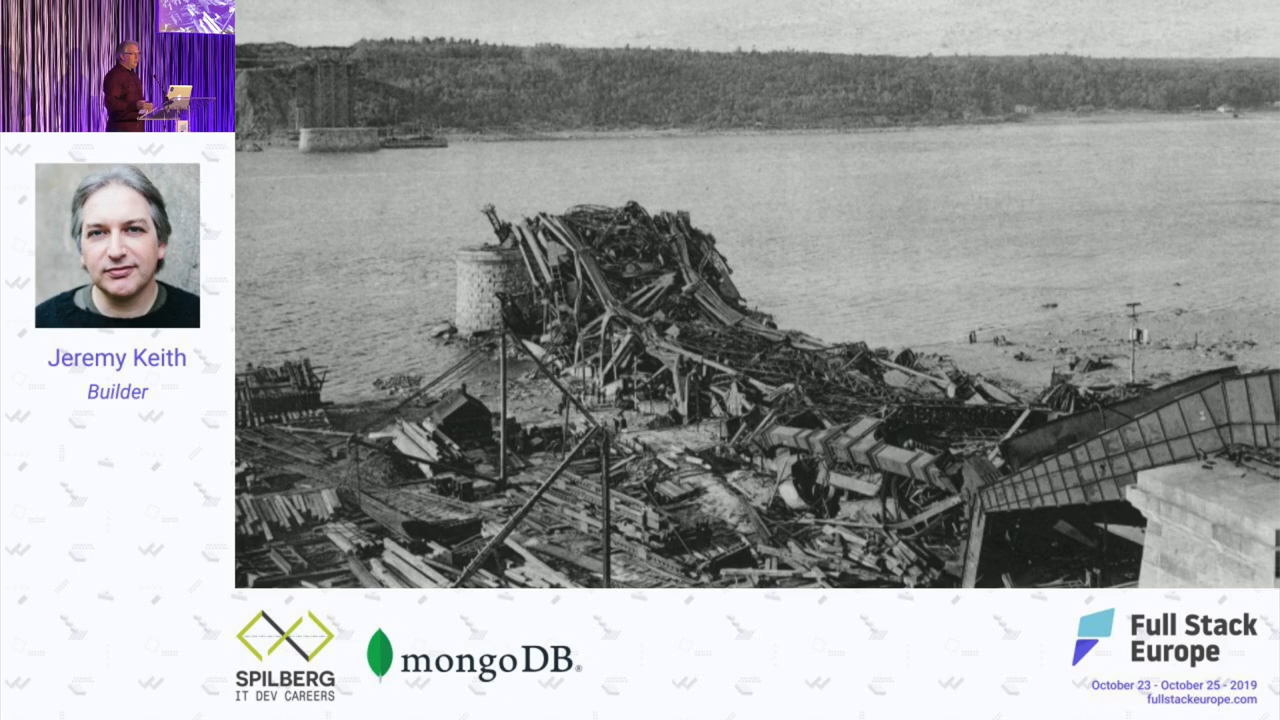 Jeremy Keith
Builder
SPILBERG
IT DEV CAREERS
mongoDB®
Full Stack
Europe
October 23 - October 25 - 2019
fullstackeurope.com